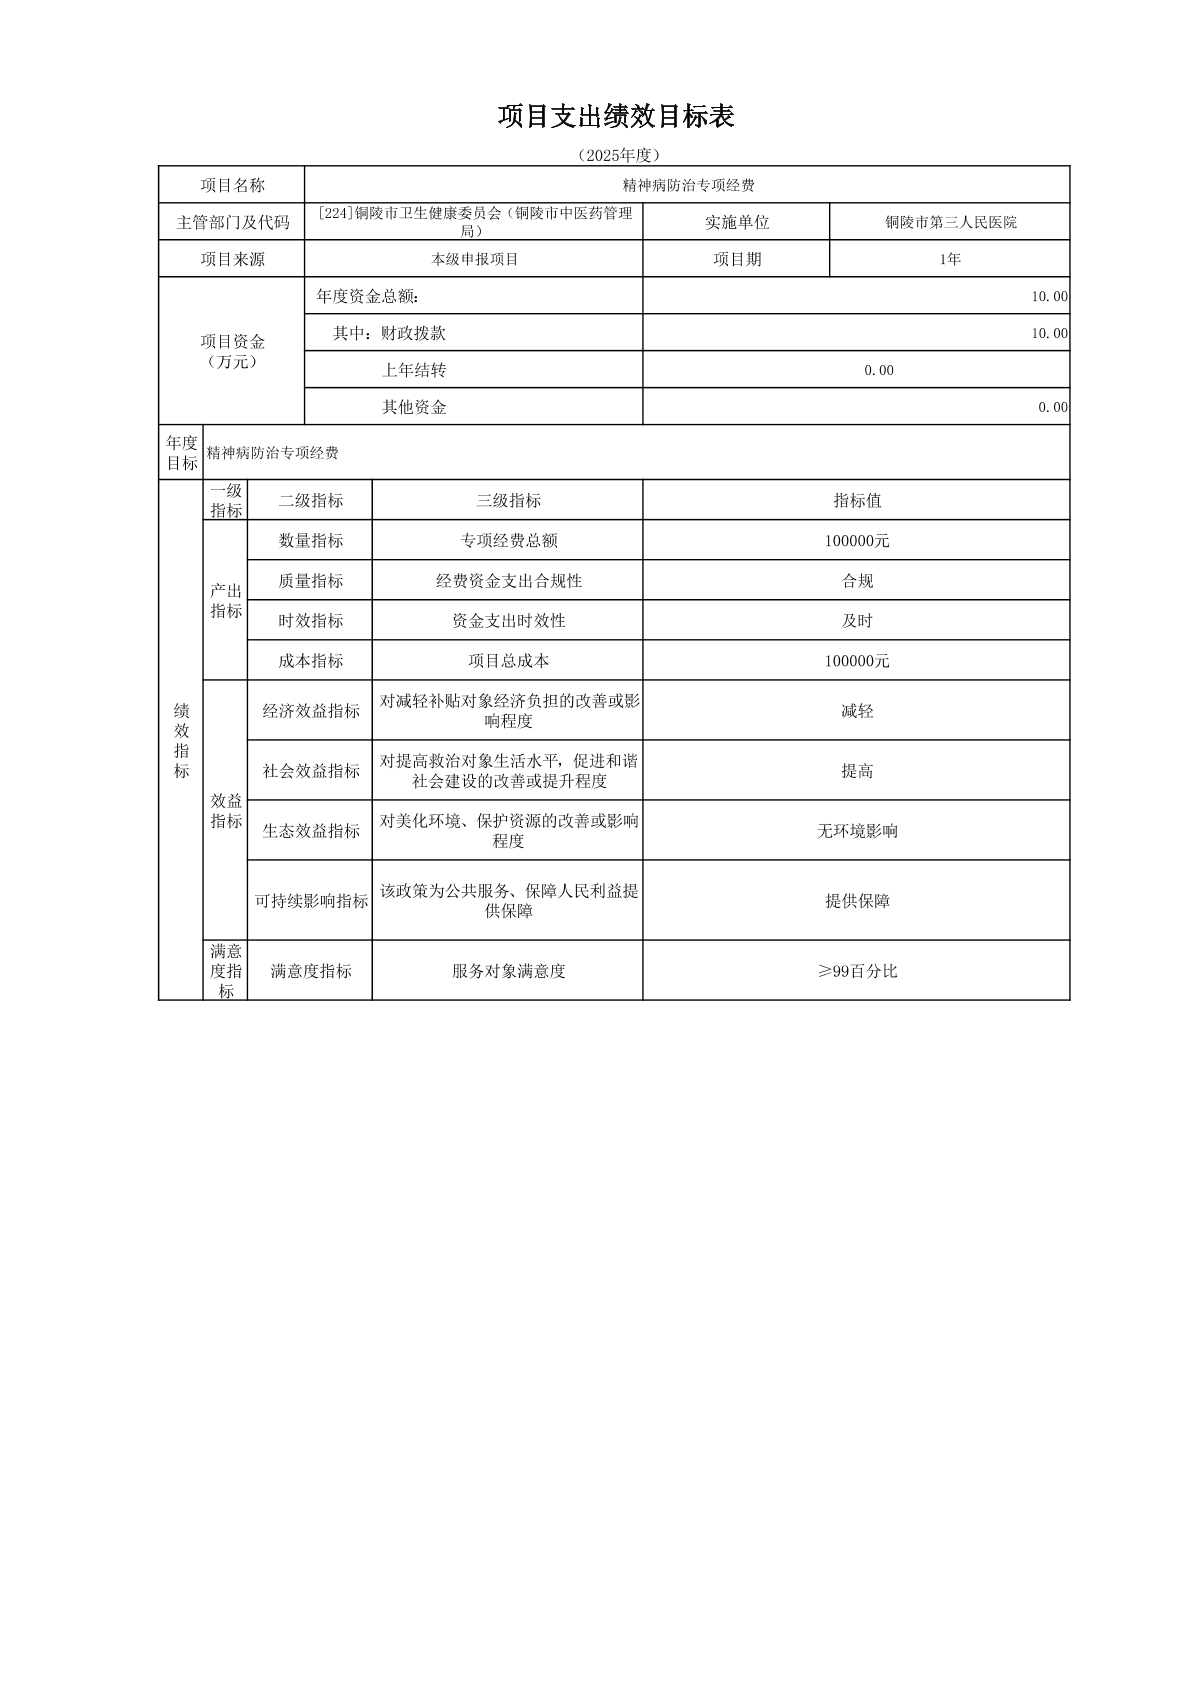 项目支出绩效目标表
（2025年度）
项目名称
精神病防治专项经费
主管部门及代码
[224]铜陵市卫生健康委员会（铜陵市中医药管理
局）
实施单位
铜陵市第三人民医院
项目来源
本级申报项目
项目期
1年
项目资金
（万元）
年度资金总额：
10.00
其中：财政拨款
10.00
上年结转
0.00
其他资金
0.00
年度
目标
精神病防治专项经费
绩
效
指
标
一级
指标
二级指标
三级指标
指标值
产出
指标
数量指标
专项经费总额
100000元
质量指标
经费资金支出合规性
合规
时效指标
资金支出时效性
及时
成本指标
项目总成本
100000元
效益
指标
经济效益指标
对减轻补贴对象经济负担的改善或影
响程度
减轻
社会效益指标
对提高救治对象生活水平，促进和谐
社会建设的改善或提升程度
提高
生态效益指标
对美化环境、保护资源的改善或影响
程度
无环境影响
可持续影响指标
该政策为公共服务、保障人民利益提
供保障
提供保障
满意
度指
标
满意度指标
服务对象满意度
≥99百分比